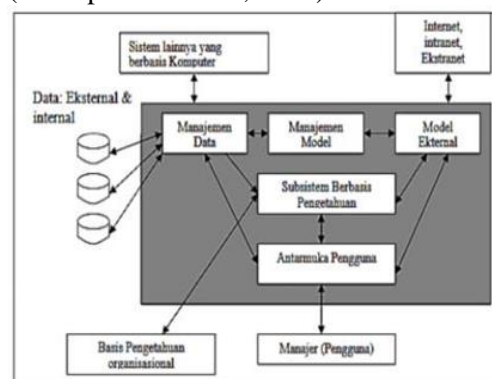 Sistem lainnya yang
berbasis Komputer
Internet,
intranet,
Ekstranet
Data: Eksternal &
internal
Manajemen
Data
Manajemen
Model
Model
Ekternal
Subsistem Berbasis
Pengetahuan
Antarmuka Pengguna
Basis Pengetahuan
organisasional
Manajer (Pengguna)